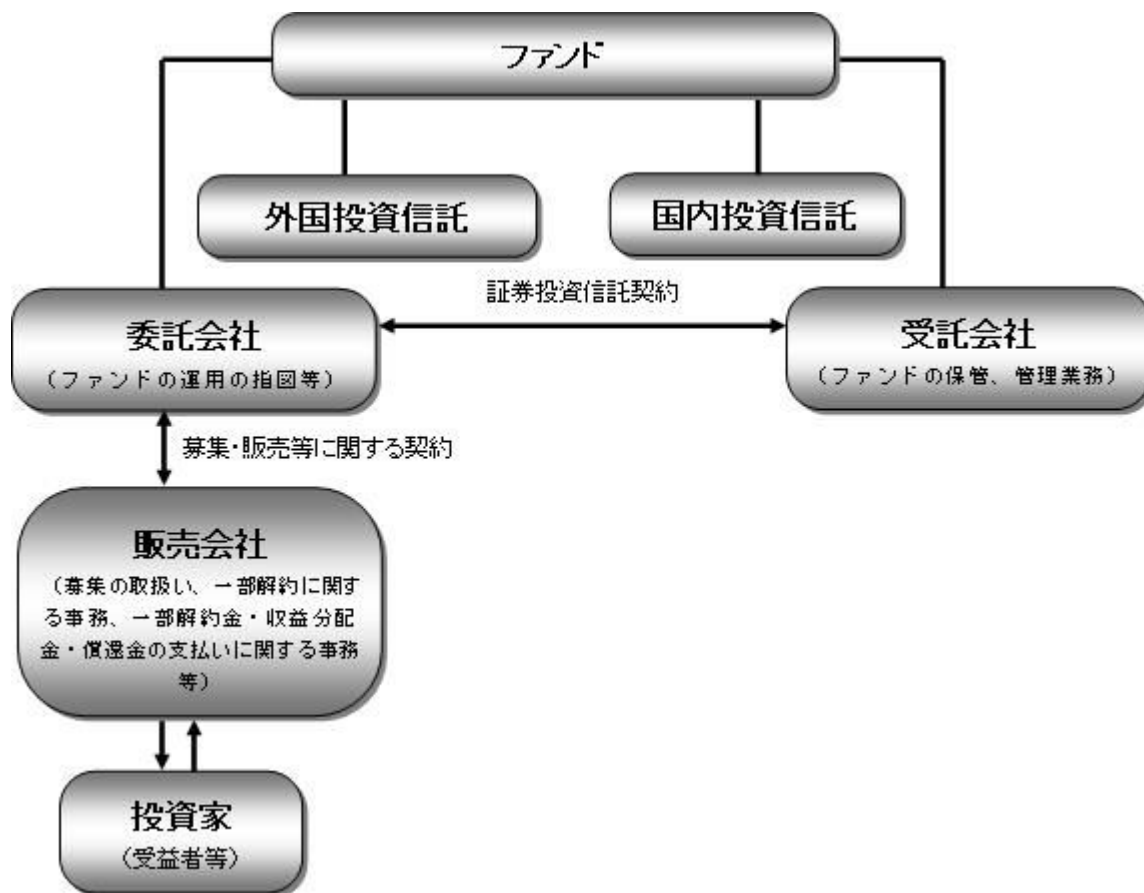 ファンド
外国投資信託
国内投資信託
証券投資信託契約
委託会社
（ファンドの運用の指図等）
受託会社
（ファンドの保管、管理業務）
募集・販売等に関する契約
販売会社
（募集の取扱い、一部解約に関す
る事務、一部解約金・収益分配
金・償還金の支払いに関する事務
等）
投資家
（受益者等）